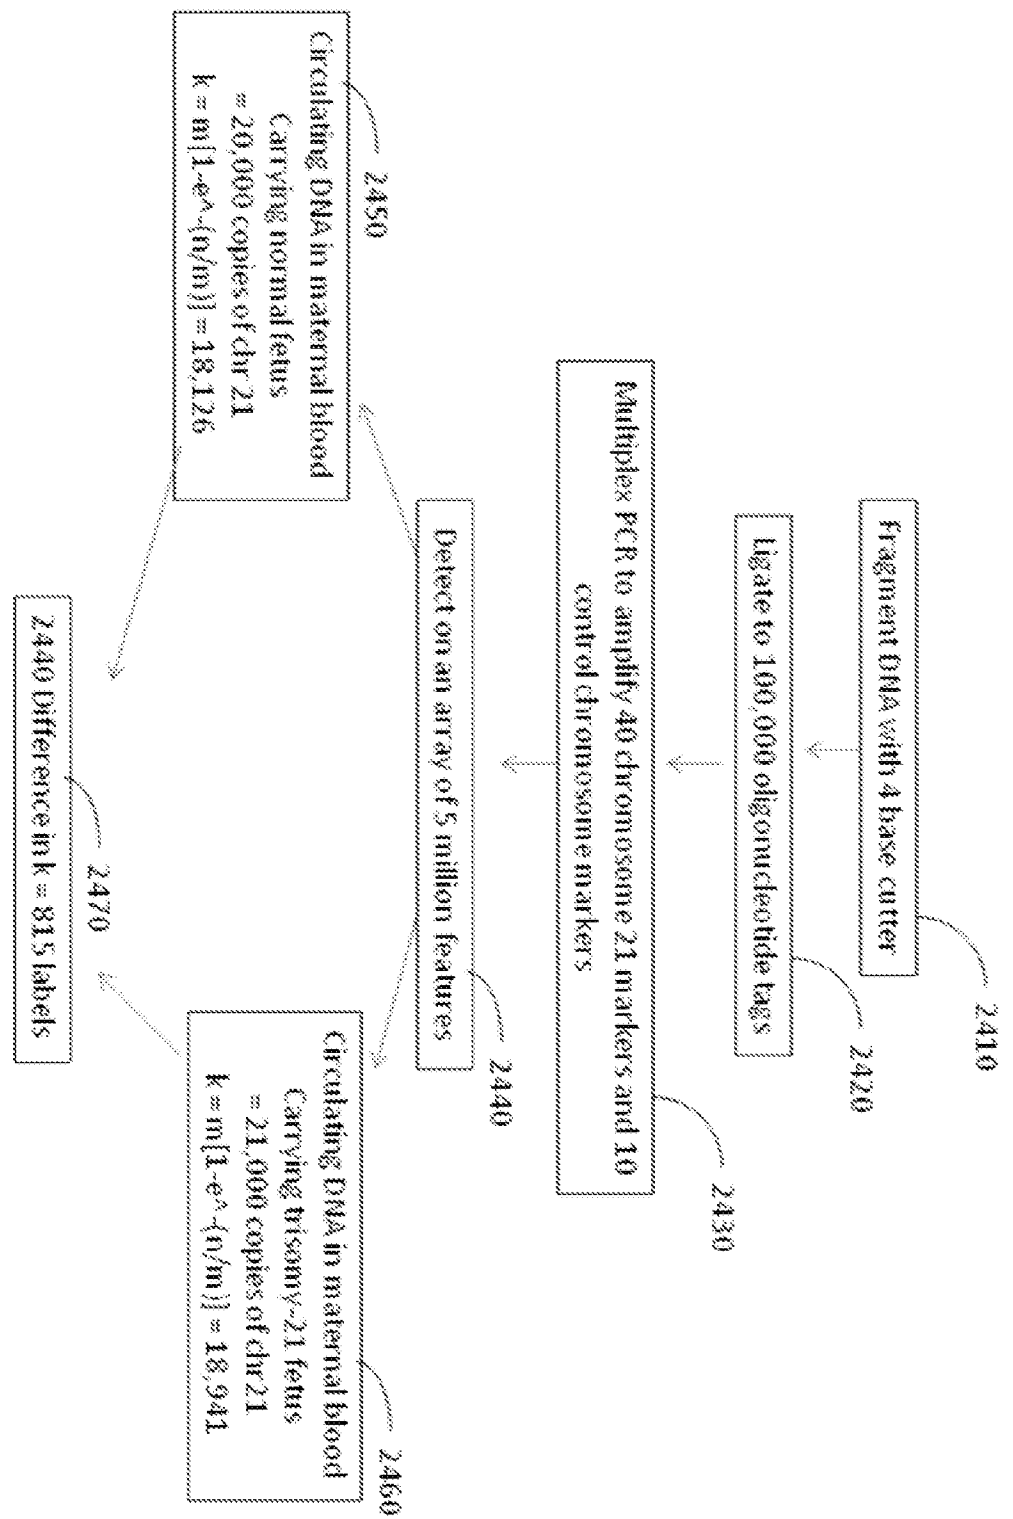 Fragment DNA with 4 base cutter
2410
Ligate to 100,000 oligonucleotide tags
2420
Multiplex PCR to amplify 40 chromosome 21 markers and 10
control chromosome markers
2430
Detect on an array of 5 million features
2440
Circulating DNA in maternal blood
Carrying normal fetus
= 20,000 copies of chr 21
k = m[1-e^-(n/m)] = 18,126
2450
Circulating DNA in maternal blood
Carrying trisomy-21 fetus
= 21,000 copies of chr21
k = m[1-e^-(n/m)] = 18,941
2460
2440 Difference in k = 815 labels
2470